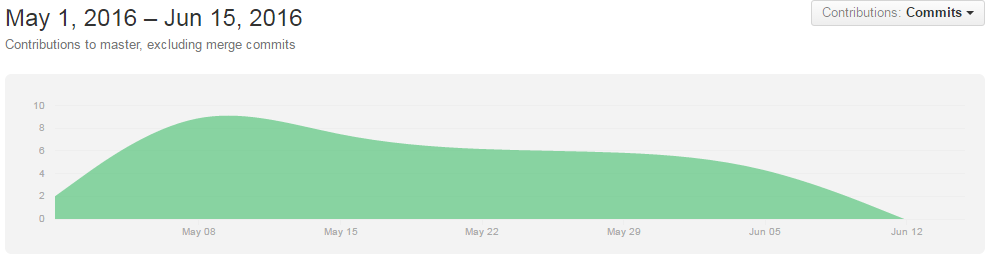 May 1, 2016 – Jun 15, 2016
Contributions: Commits
Contributions to master, excluding merge commits
10
8
6
4
2
0
May 08 May 15 May 22 May 29 Jun 05 Jun 12